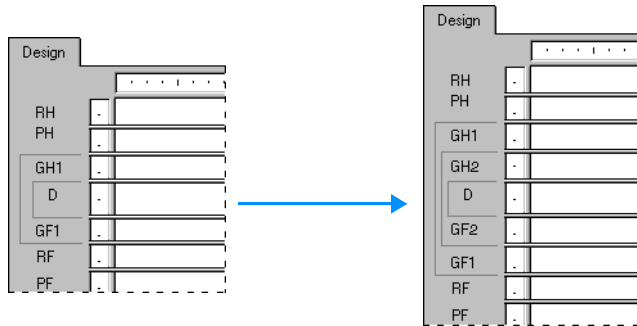 Design
RH
PH
GH1
D
GF1
RF
PF
Design
RH
PH
GH1
GH2
D
GF2
GF1
RF
PF